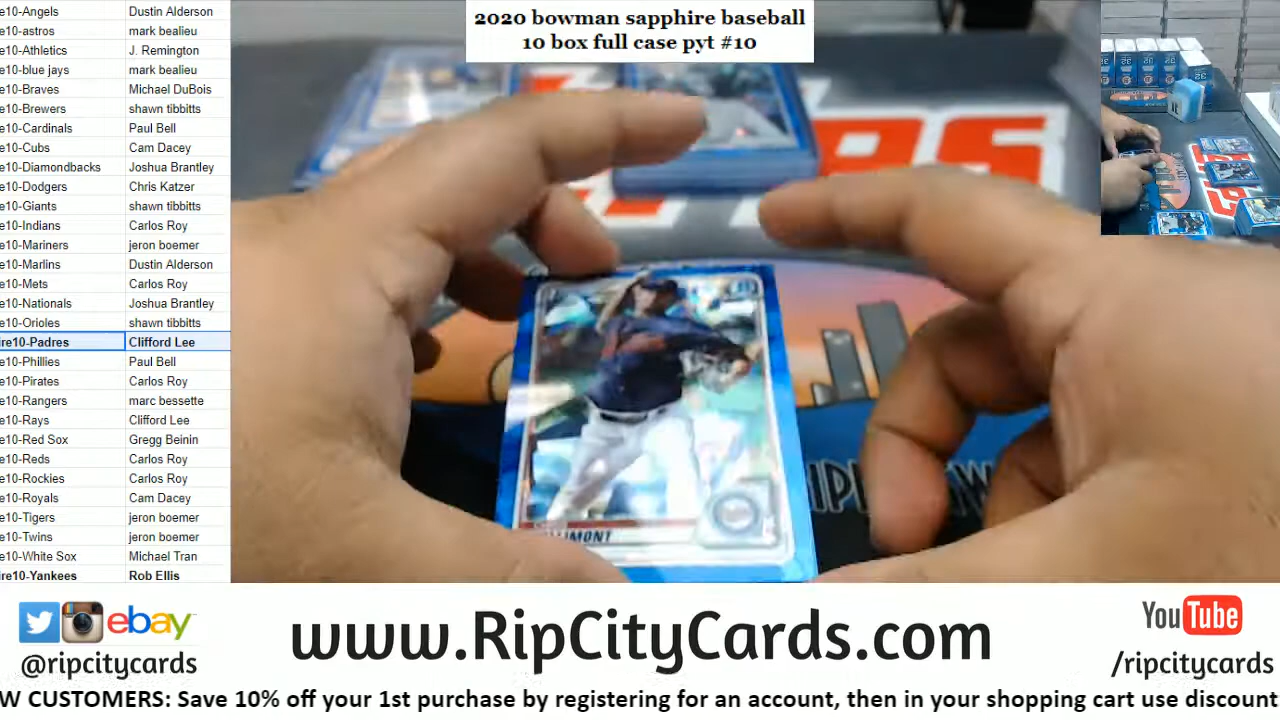 2020 bowman sapphire baseball
10 box full case pyt #10
e10-Angels Dustin Alderson
e10-astros mark bealieu
e10-Athletics J. Remington
e10-blue jays mark bealieu
e10-Braves Michael DuBois
e10-Brewers shawn tibbitts
e10-Cardinals Paul Bell
e10-Cubs Cam Dacey
e10-Diamondbacks Joshua Brantley
e10-Dodgers Chris Katzer
e10-Giants shawn tibbitts
e10-Indians Carlos Roy
e10-Mariners jeron boemer
e10-Marlins Dustin Alderson
e10-Mets Carlos Roy
e10-Nationals Joshua Brantley
e10-Orioles shawn tibbitts
ire10-Padres Clifford Lee
e10-Phillies Paul Bell
e10-Pirates Carlos Roy
e10-Rangers marc bessette
e10-Rays Clifford Lee
e10-Red Sox Gregg Beinin
e10-Reds Carlos Roy
e10-Rockies Carlos Roy
e10-Royals Cam Dacey
e10-Tigers jeron boemer
e10-Twins jeron boemer
e10-White Sox Michael Tran
ire10-Yankees Rob Ellis
ebay
@ripcitycards
www.RipCityCards.com
YouTube
/ripcitycards
W CUSTOMERS: Save 10% off your 1st purchase by registering for an account, then in your shopping cart use discount